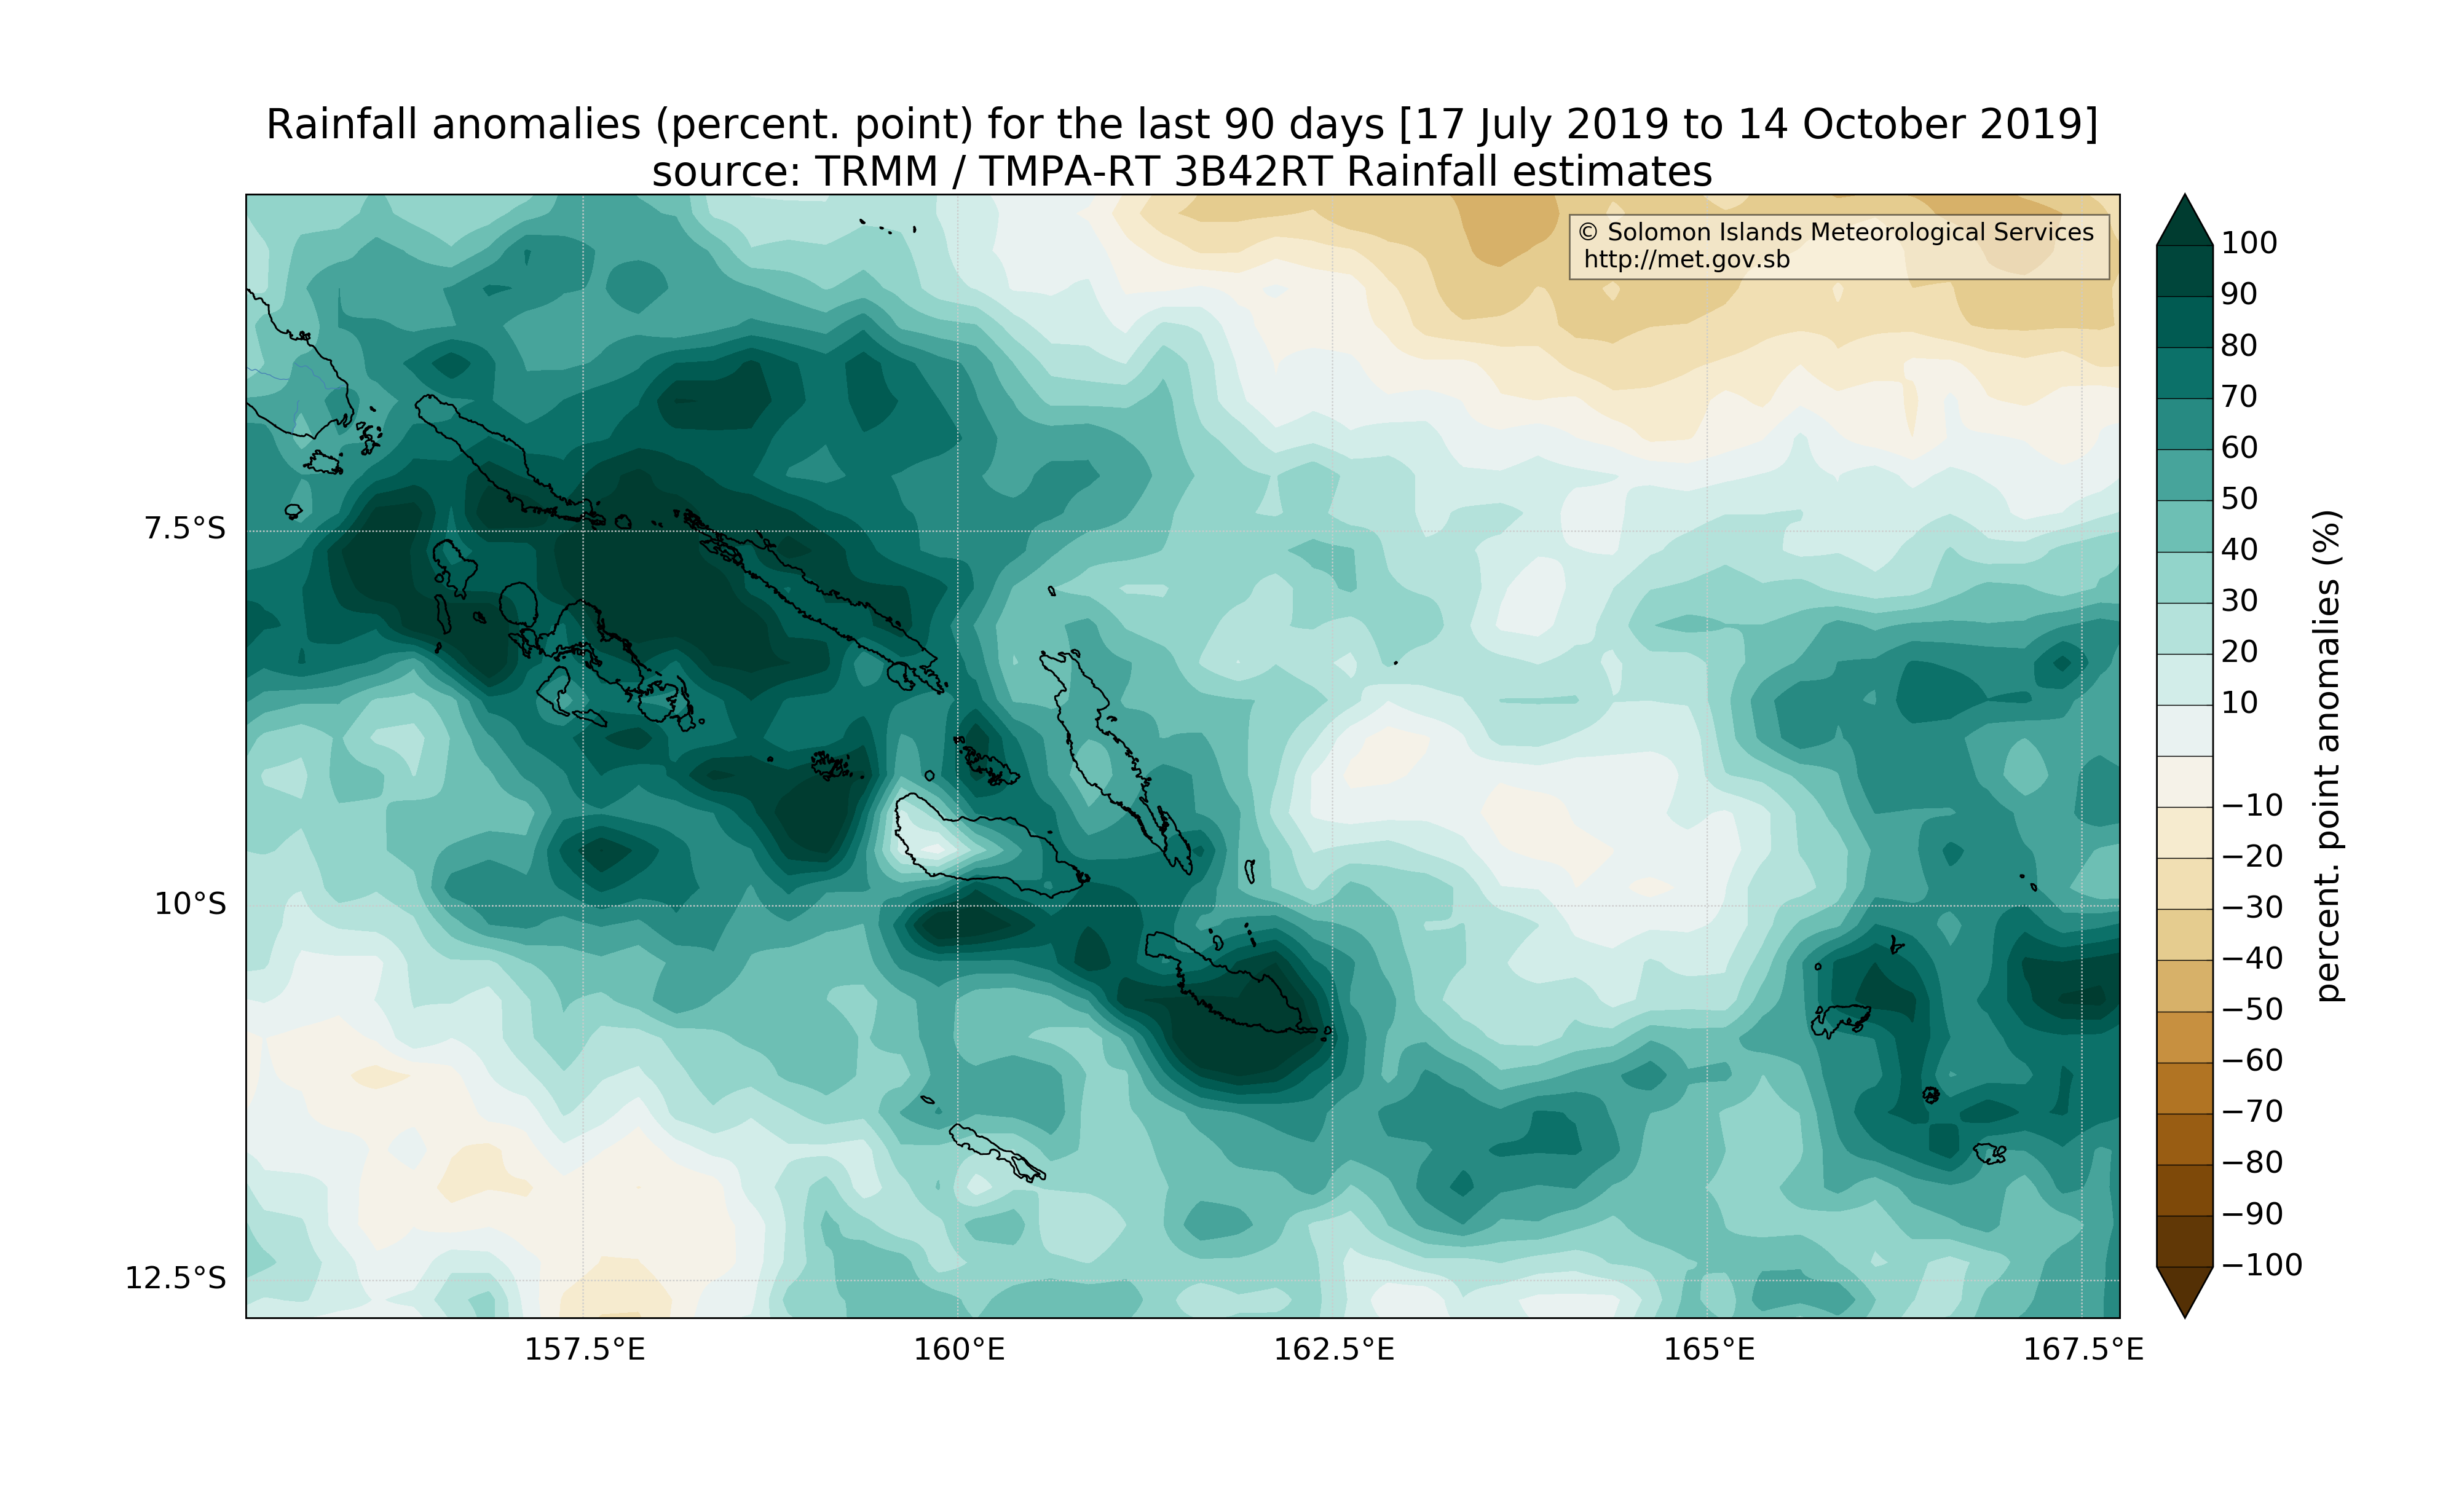 Rainfall anomalies (percent. point) for the last 90 days [17 July 2019 to 14 October 2019]
source: TRMM / TMPA-RT 3B42RT Rainfall estimates
© Solomon Islands Meteorological Services
http://met.gov.sb
7.5°S
10°S
12.5°S
157.5°E
160°E
162.5°E
165°E
167.5°E
100
90
80
70
60
50
40
30
20
10
−10
−20
−30
−40
−50
−60
−70
−80
−90
−100
percent. point anomalies (%)